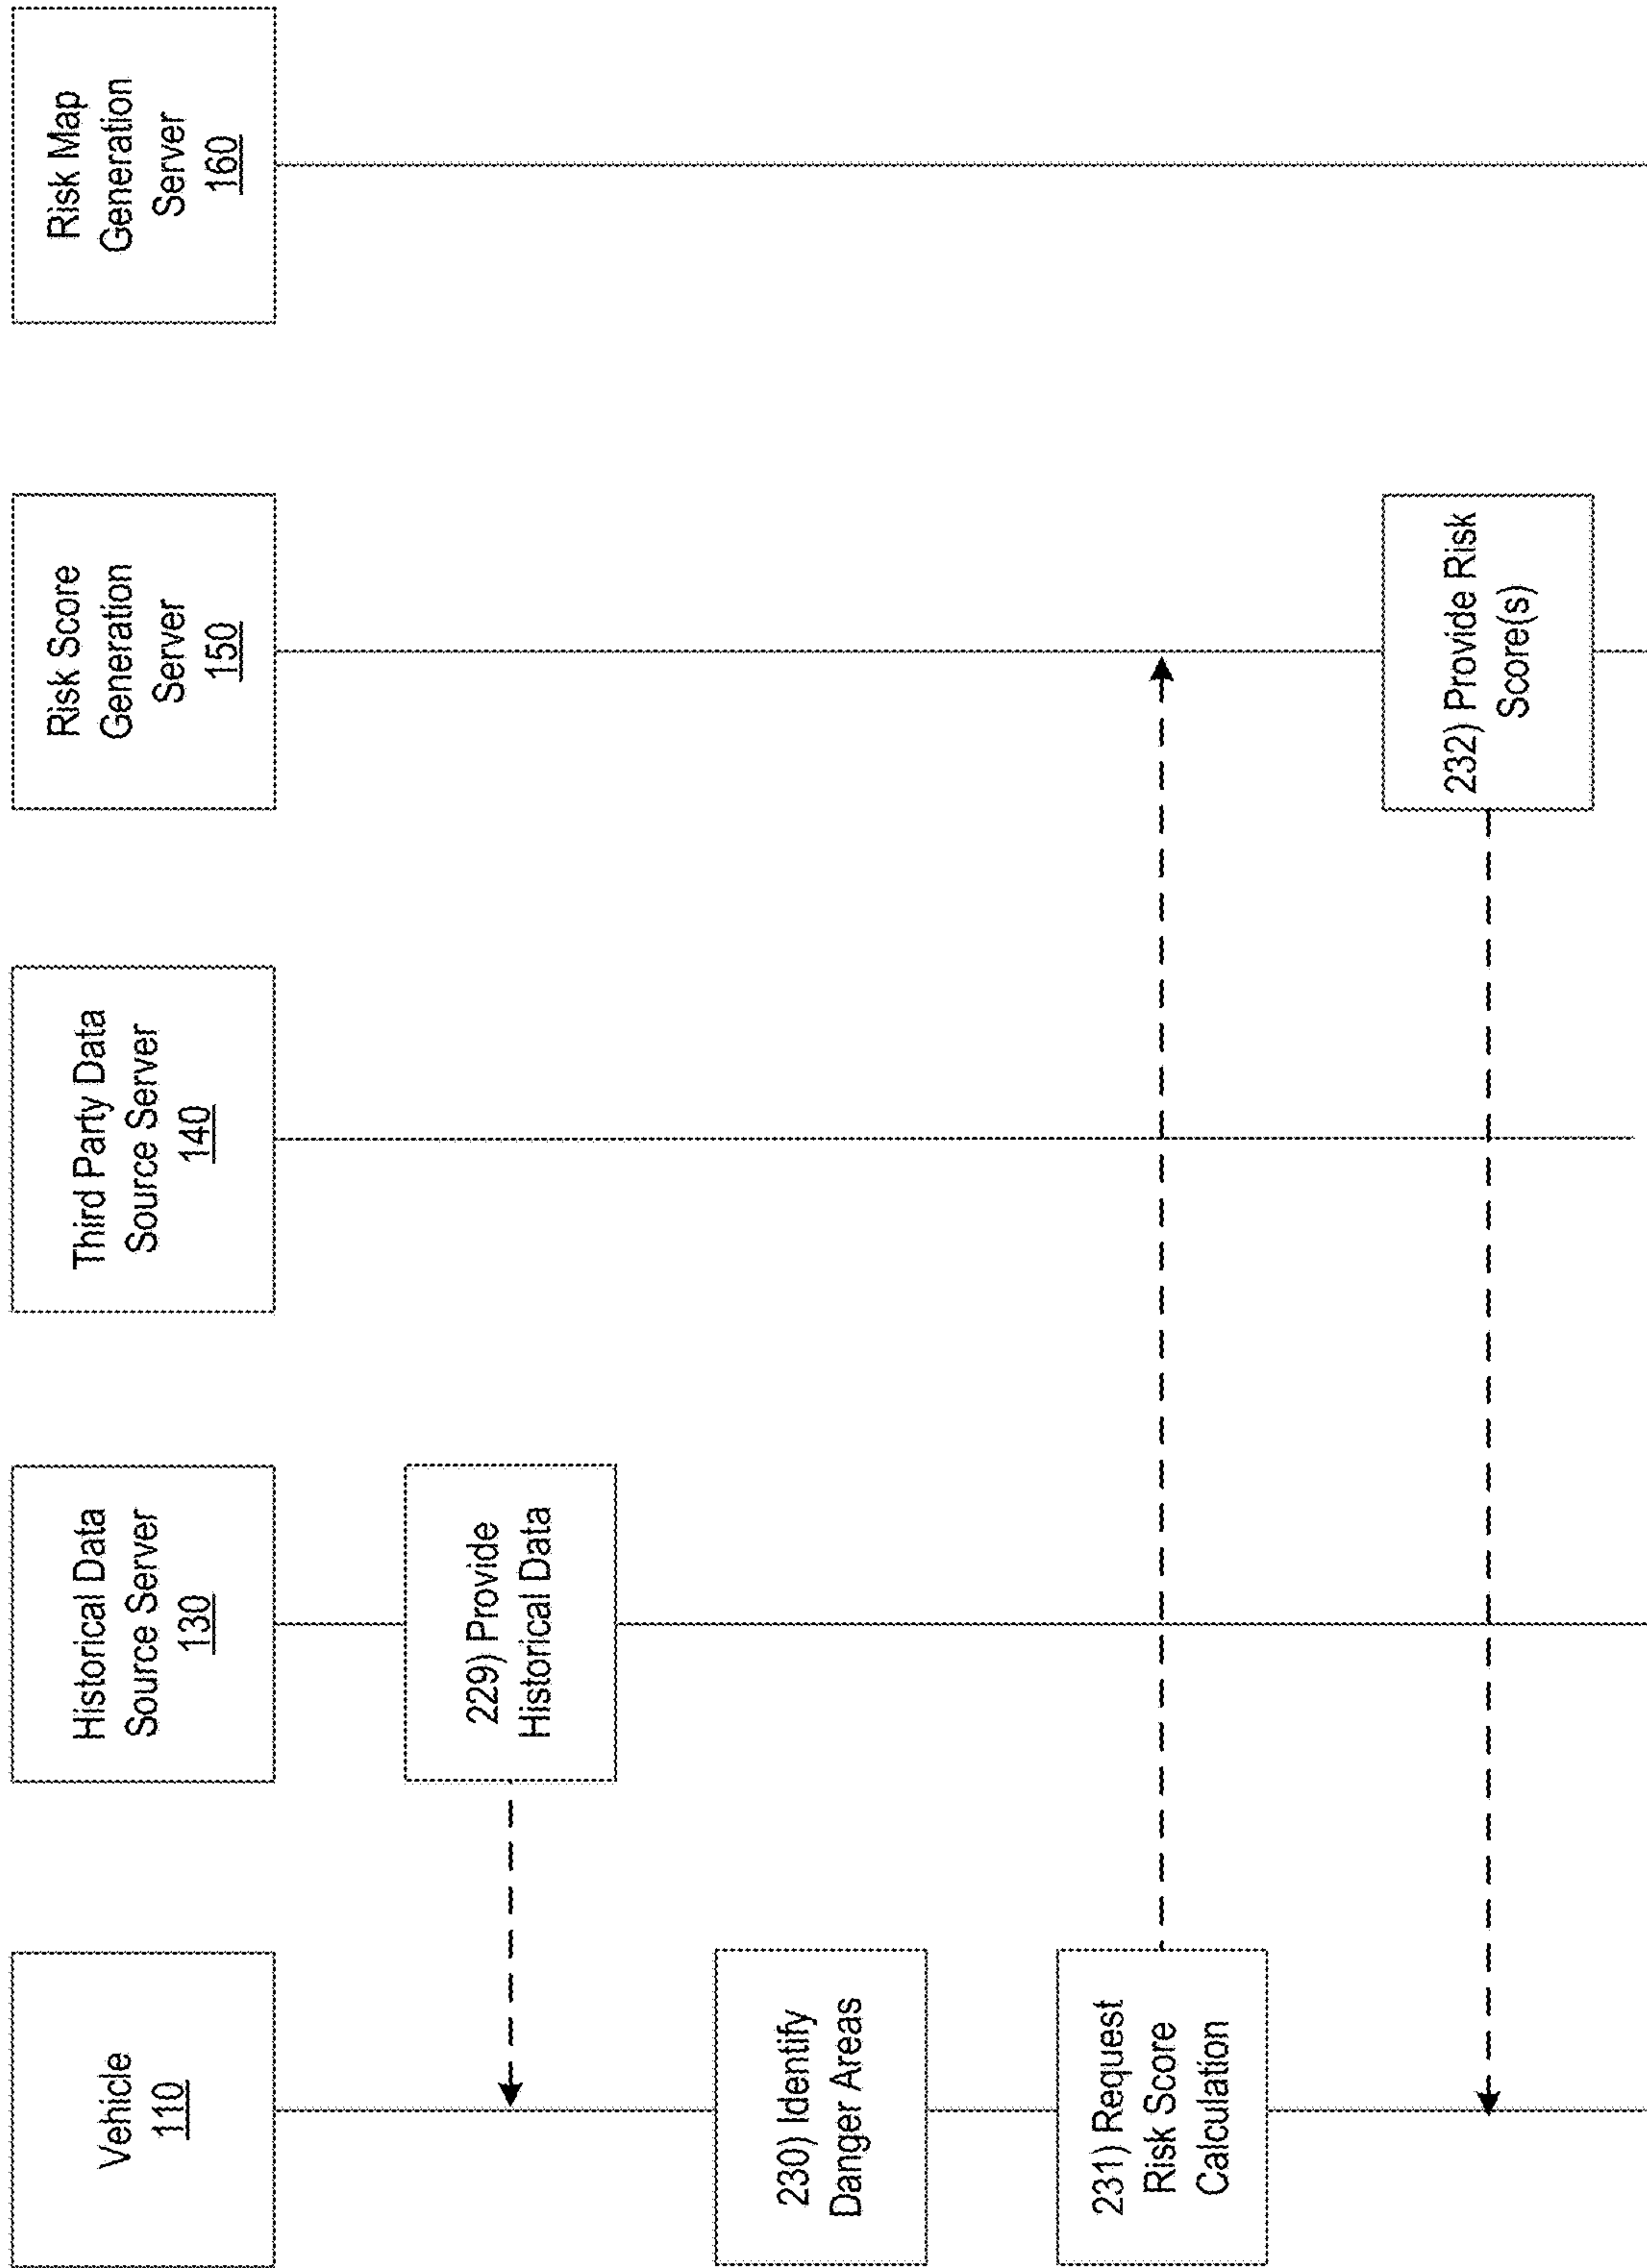 Vehicle
110
Historical Data
Source Server
130
Third Party Data
Source Server
140
Risk Score
Generation
Server
150
Risk Map
Generation
Server
160
229) Provide
Historical Data
230) Identify
Danger Areas
231) Request
Risk Score
Calculation
232) Provide Risk
Score(s)